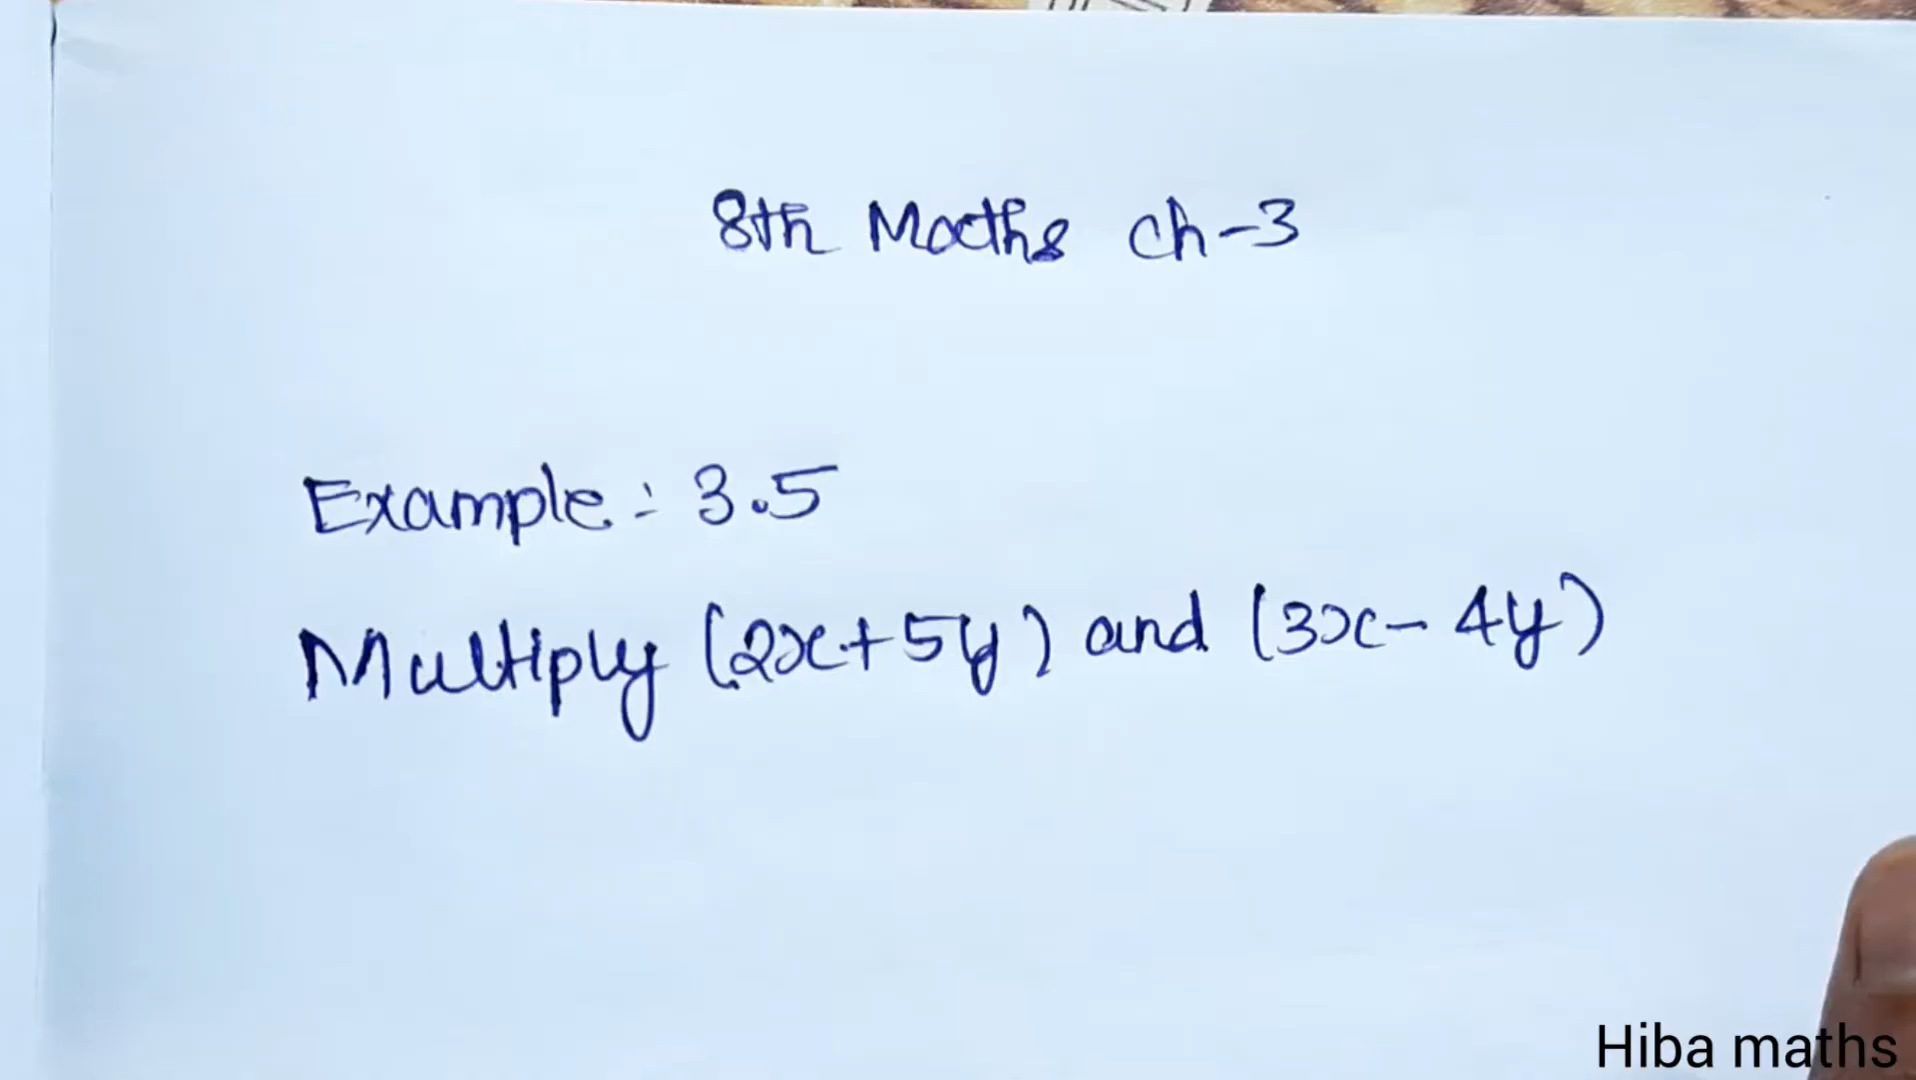 8th Maths Ch-3
Example: 3.5
Multiply (2x+5y) and (3x-4y)
Hiba maths